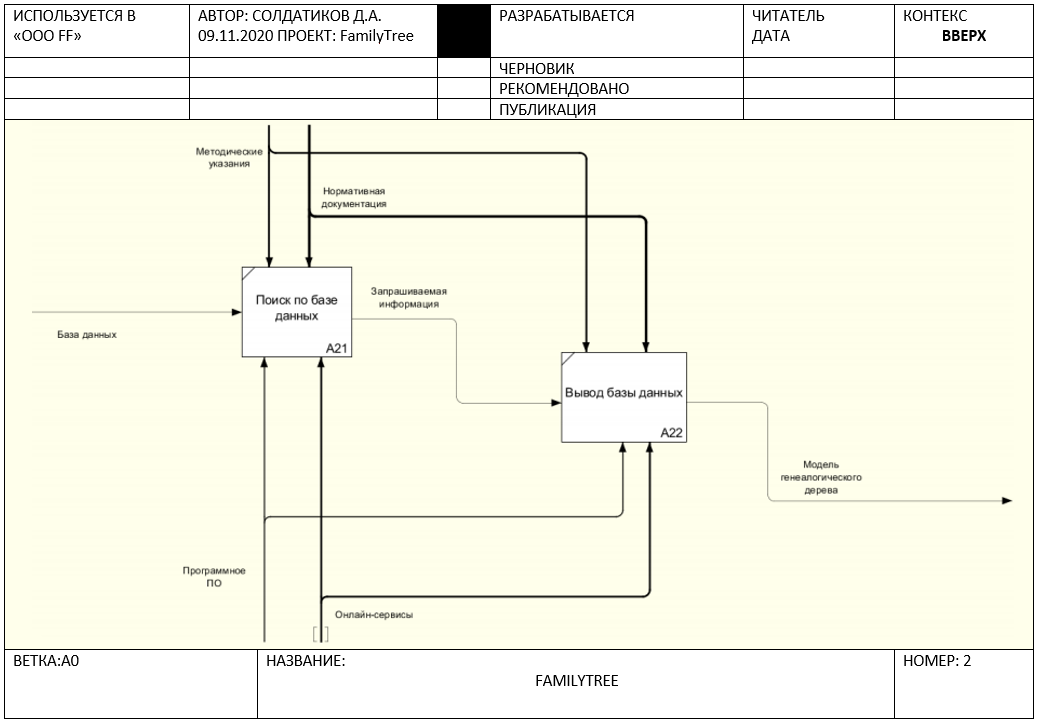 ИСПОЛЬЗУЕТСЯ В
«ООО FF»
АВТОР: СОЛДАТИКОВ Д.А.
09.11.2020 ПРОЕКТ: FamilyTree
РАЗРАБАТЫВАЕТСЯ
ЧИТАТЕЛЬ
ДАТА
КОНТЕКС
ВВЕРХ
ЧЕРНОВИК
РЕКОМЕНДОВАНО
ПУБЛИКАЦИЯ
Методические
указания
Нормативная
документация
Поиск по базе
данных
A21
База данных
Запрашиваемая
информация
Вывод базы данных
A22
Модель
генеалогического
дерева
Программное
ПО
Онлайн-сервисы
ВЕТКА:А0
НАЗВАНИЕ:
FAMILYTREE
НОМЕР: 2